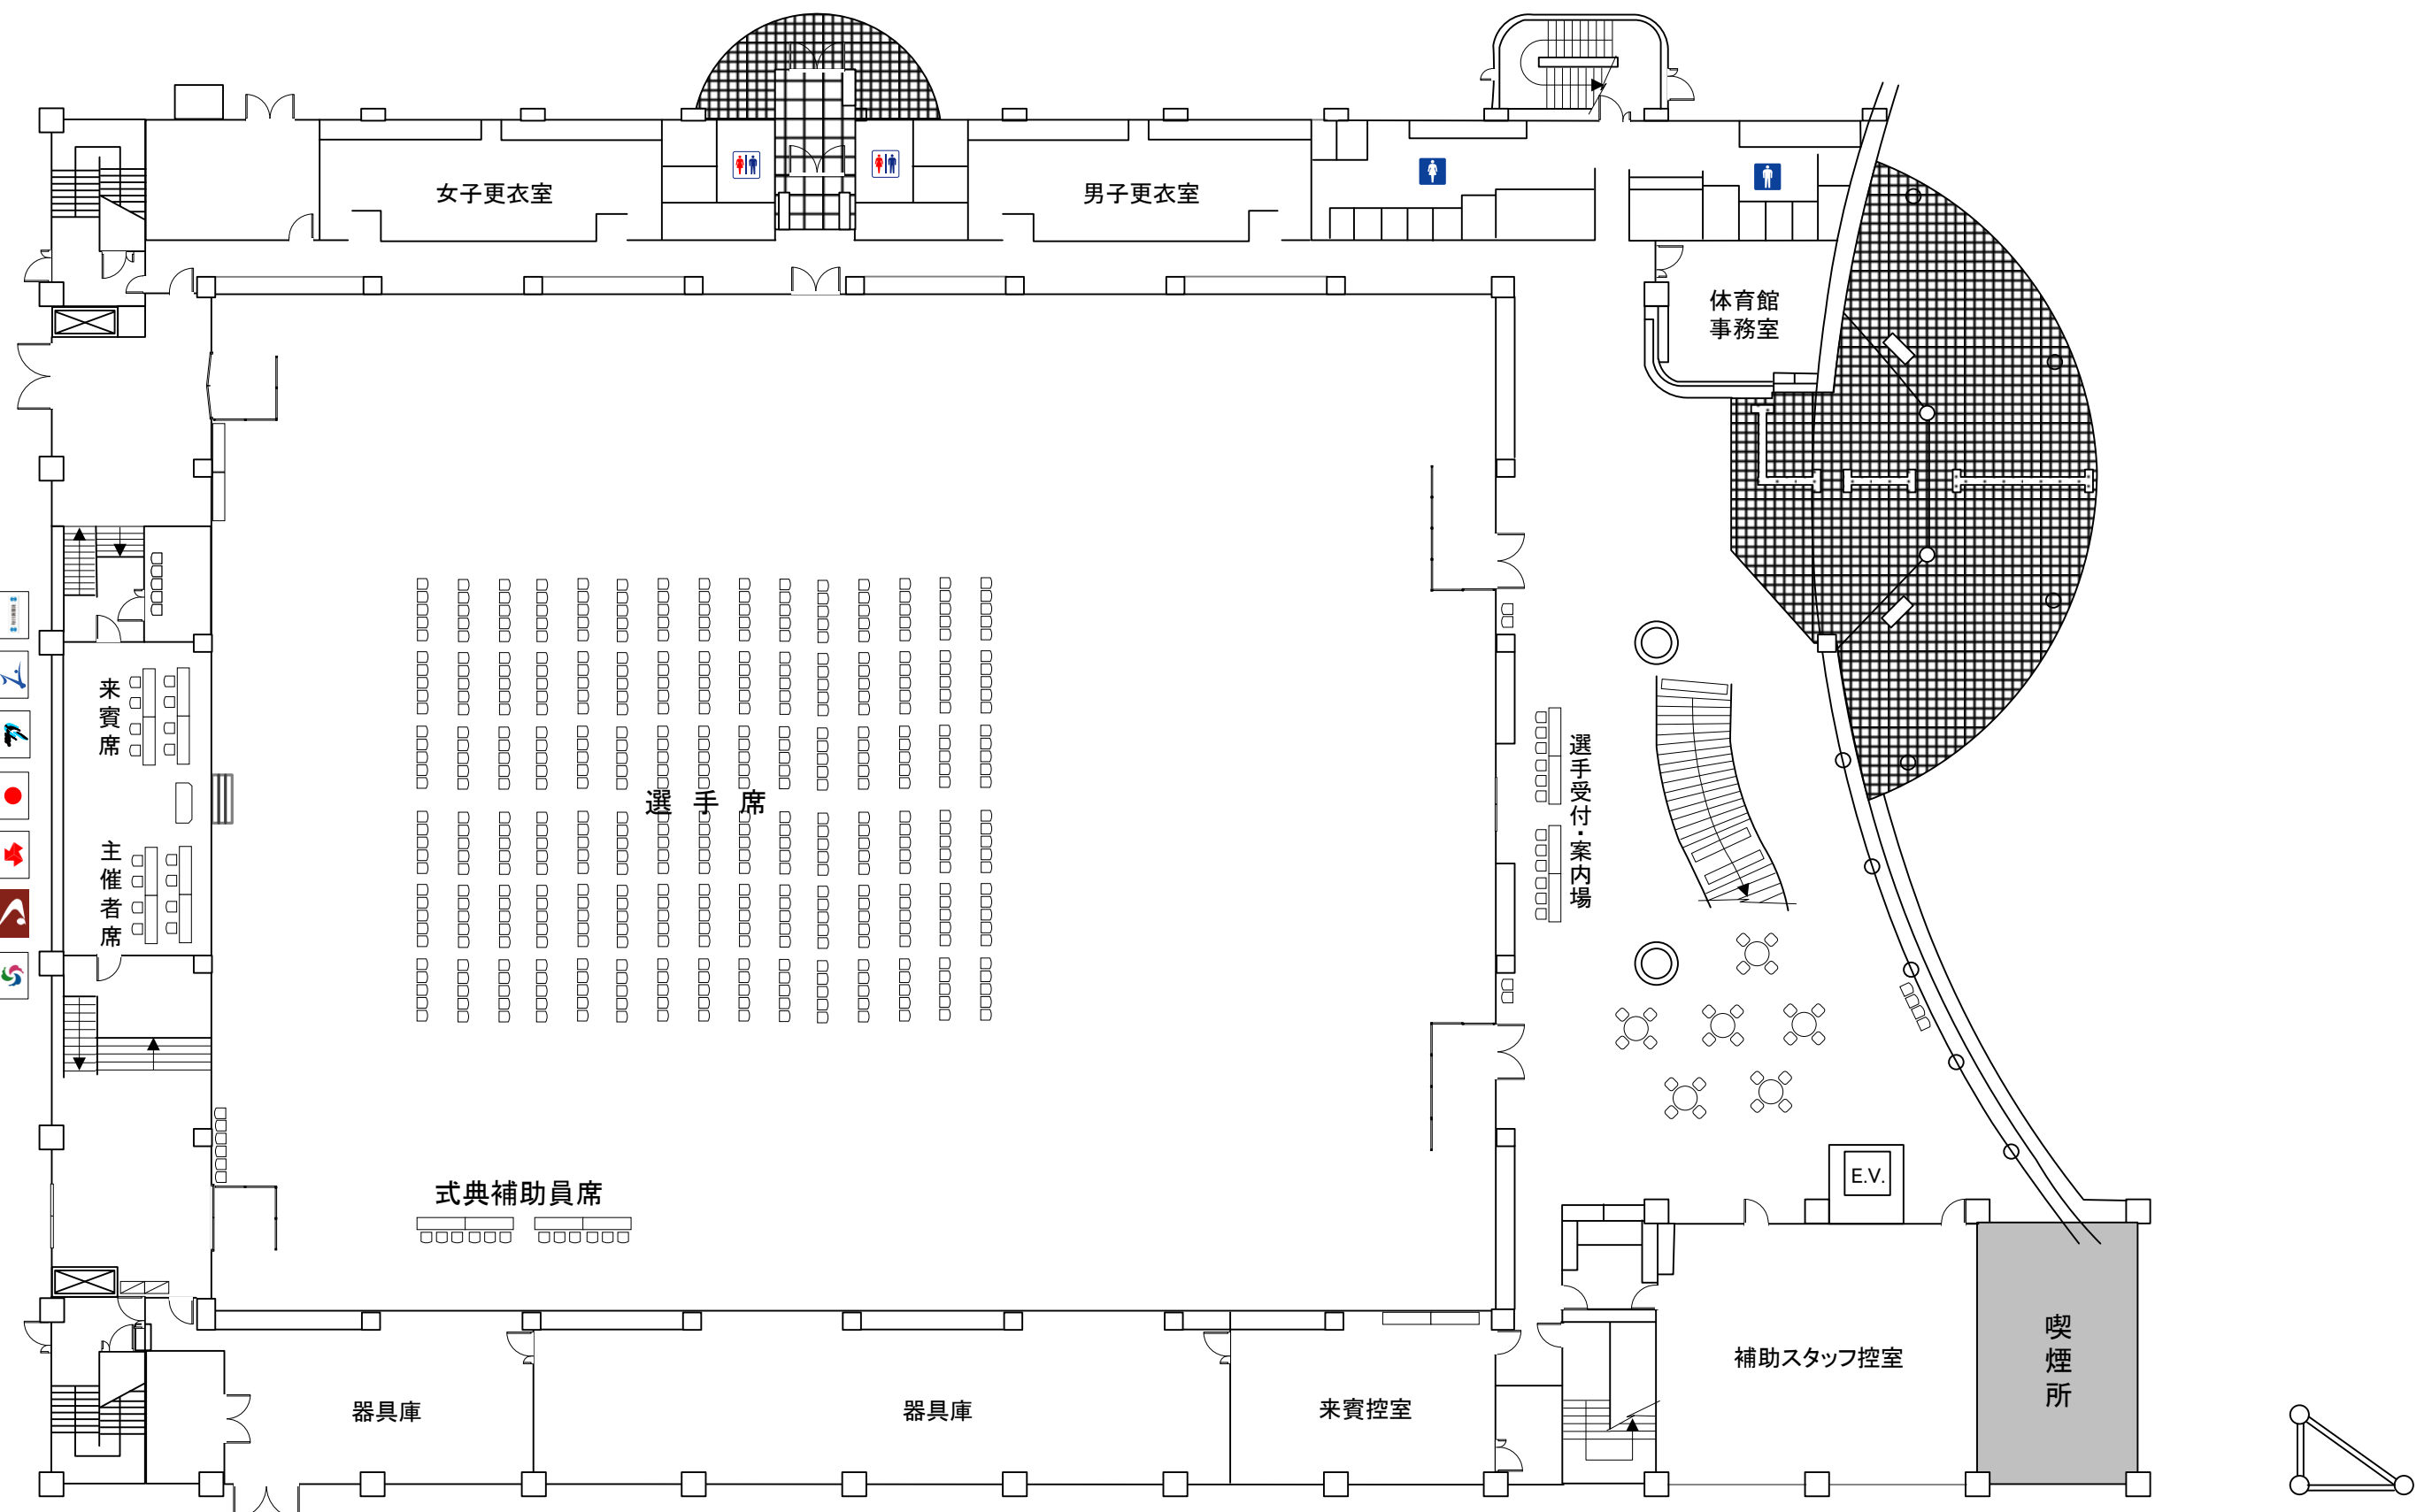 女子更衣室
男子更衣室
体育館
事務室
来賓席
選手席
選手受付・案内場
主催者席
E.V.
式典補助員席
喫煙所
補助スタッフ控室
器具庫
器具庫
来賓控室